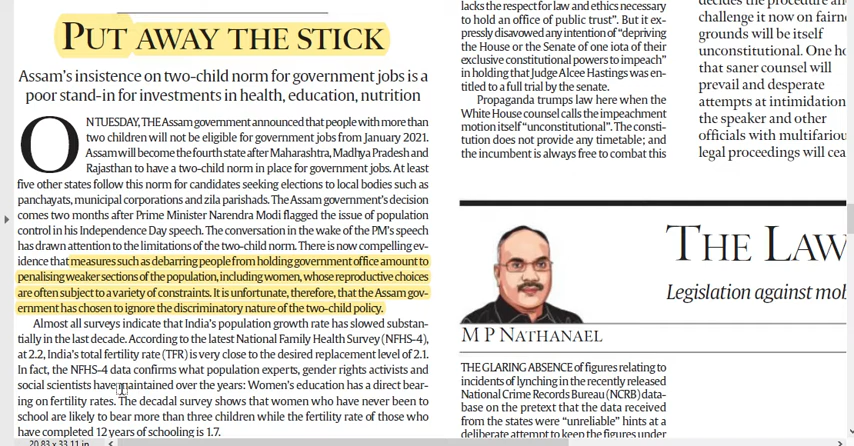 PUT AWAY THE STICK
Assam's insistence on two-child norm for government jobs is a
poor stand-in for investments in health, education, nutrition
ON TUESDAY, THE Assam government announced that people with more than
two children will not be eligible for government jobs from January 2021.
Assam will become the fourth state after Maharashtra, Madhya Pradesh and
Rajasthan to have a two-child norm in place for government jobs. At least
five other states follow this norm for candidates seeking elections to local bodies such as
panchayats, municipal corporations and zila parishads. The Assam government's decision
comes two months after Prime Minister Narendra Modi flagged the issue of population
control in his Independence Day speech. The conversation in the wake of the PM's speech
has drawn attention to the limitations of the two-child norm. There is now compelling ev-
idence that measures such as debarring people from holding government office amount to
penalising weaker sections of the population, including women, whose reproductive choices
are often subject to a variety of constraints. It is unfortunate, therefore, that the Assam gov-
ernment has chosen to ignore the discriminatory nature of the two-child policy.
Almost all surveys indicate that India's population growth rate has slowed substan-
tially in the last decade. According to the latest National Family Health Survey (NFHS-4),
at 2.2, India's total fertility rate (TFR) is very close to the desired replacement level of 2.1.
In fact, the NFHS-4 data confirms what population experts, gender rights activists and
social scientists have maintained over the years: Women's education has a direct bear-
ing on fertility rates. The decadal survey shows that women who have never been to
school are likely to bear more than three children while the fertility rate of those who
have completed 12 years of schooling is 1.7.
20.83 x 33.11 in
lacks the respect for law and ethics necessary
to hold an office of public trust". But it ex-
pressly disavowed any intention of "depriving
the House or the Senate of one iota of their
exclusive constitutional powers to impeach"
in holding that Judge Alcee Hastings was en-
titled to a full trial by the senate.
Propaganda trumps law here when the
White House counsel calls the impeachment
motion itself "unconstitutional". The consti-
tution does not provide any timetable; and
the incumbent is always free to combat this
decides the procedure and
challenge it now on fairn
grounds will be itself
unconstitutional. One ho
that saner counsel will
prevail and desperate
attempts at intimidation
the speaker and other
officials with multifariou
legal proceedings will cea
THE LAW
Legislation against mob
M P NATHANAEL
THE GLARING ABSENCE of figures relating to
incidents of lynching in the recently released
National Crime Records Bureau (NCRB) data-
base on the pretext that the data received
from the states were "unreliable" hints at a
deliberate attempt to keep the figures under